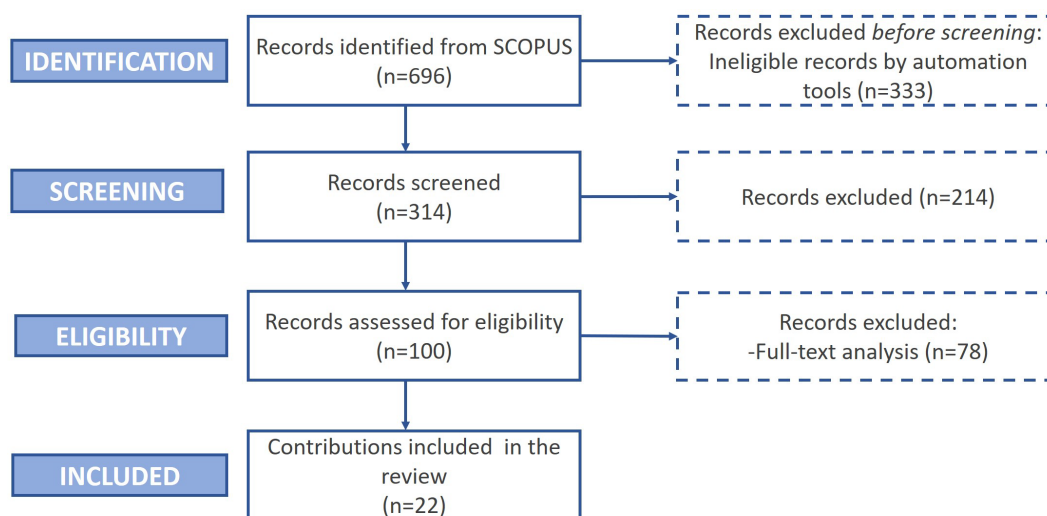 IDENTIFICATION
Records identified from SCOPUS
(n=696)
Records excluded before screening:
Ineligible records by automation
tools (n=333)
SCREENING
Records screened
(n=314)
Records excluded (n=214)
ELIGIBILITY
Records assessed for eligibility
(n=100)
Records excluded:
-Full-text analysis (n=78)
INCLUDED
Contributions included in the
review
(n=22)